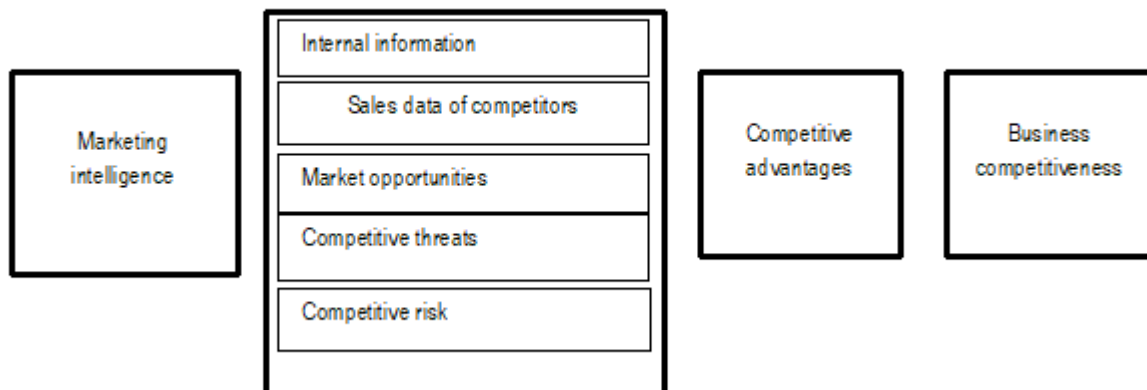 Marketing
intelligence
Internal information
Sales data of competitors
Market opportunities
Competitive threats
Competitive risk
Competitive
advantages
Business
competitiveness